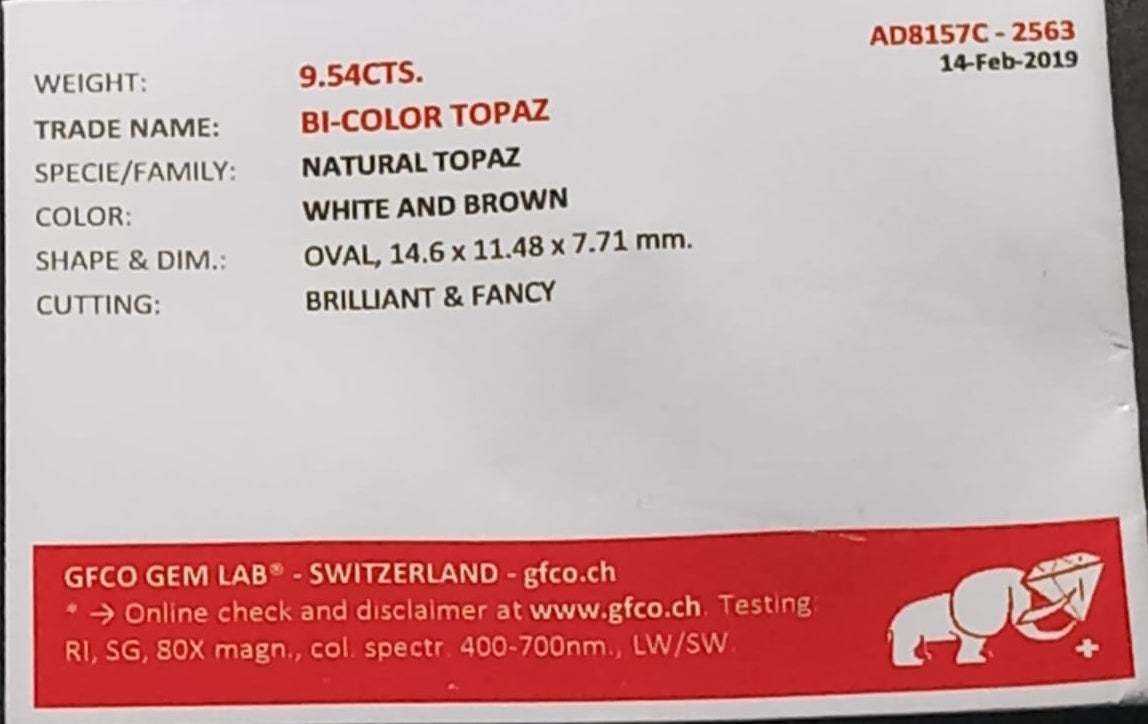 AD8157C - 2563
14-Feb-2019
WEIGHT: 9.54CTS.
TRADE NAME: BI-COLOR TOPAZ
SPECIE/FAMILY: NATURAL TOPAZ
COLOR: WHITE AND BROWN
SHAPE & DIM.: OVAL, 14.6 x 11.48 x 7.71 mm.
CUTTING: BRILLIANT & FANCY
GFCO GEM LAB® - SWITZERLAND - gfco.ch
* → Online check and disclaimer at www.gfco.ch. Testing:
RI, SG, 80X magn., col. spectr. 400-700nm., LW/SW.